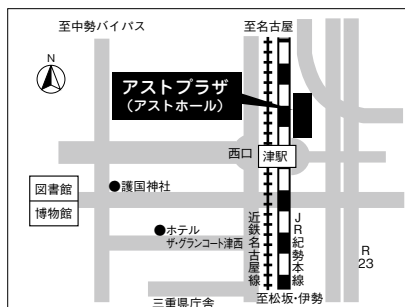 至中勢バイパス
至名古屋
N
アストプラザ
（アストホール）
西口
津駅
図書館
博物館
●護国神社
●ホテル
ザ・グランコート津西
近鉄名古屋線
JR紀勢本線
R
23
三重県庁舎
至松坂・伊勢